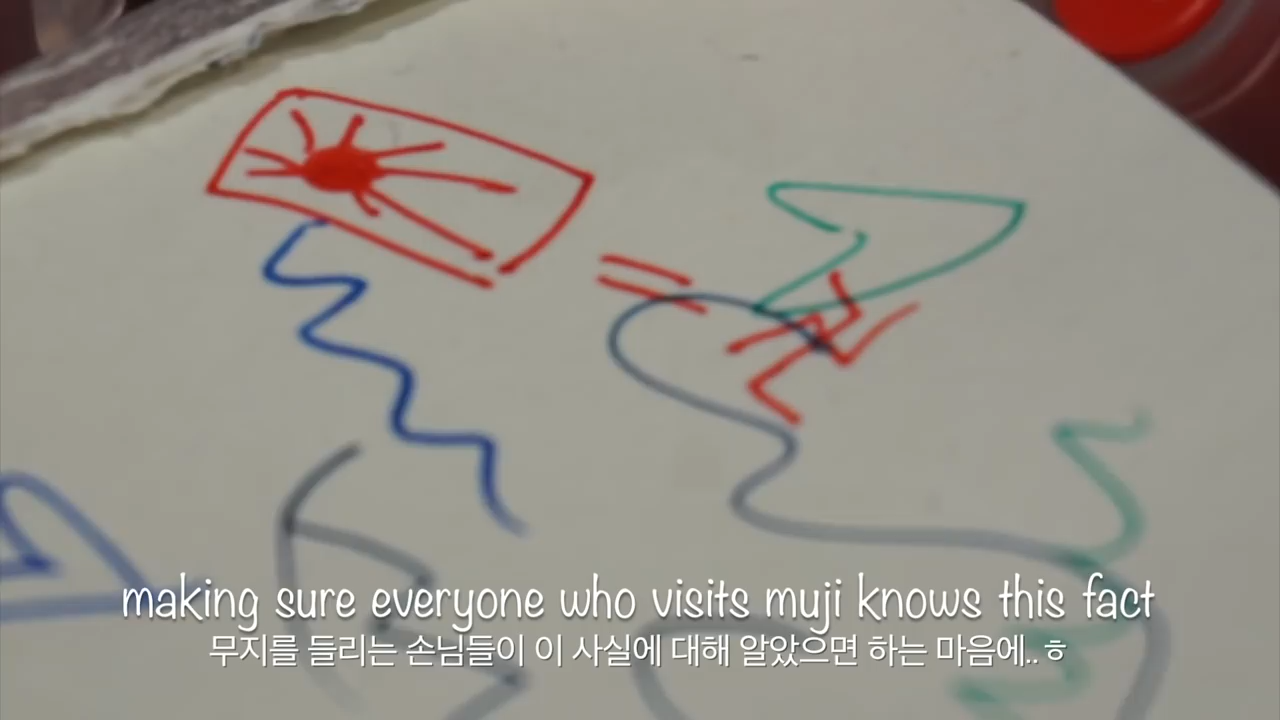 making sure everyone who visits muji knows this fact
무지를 들리는 손님들이 이 사실에 대해 알았으면 하는 마음에..ㅎ